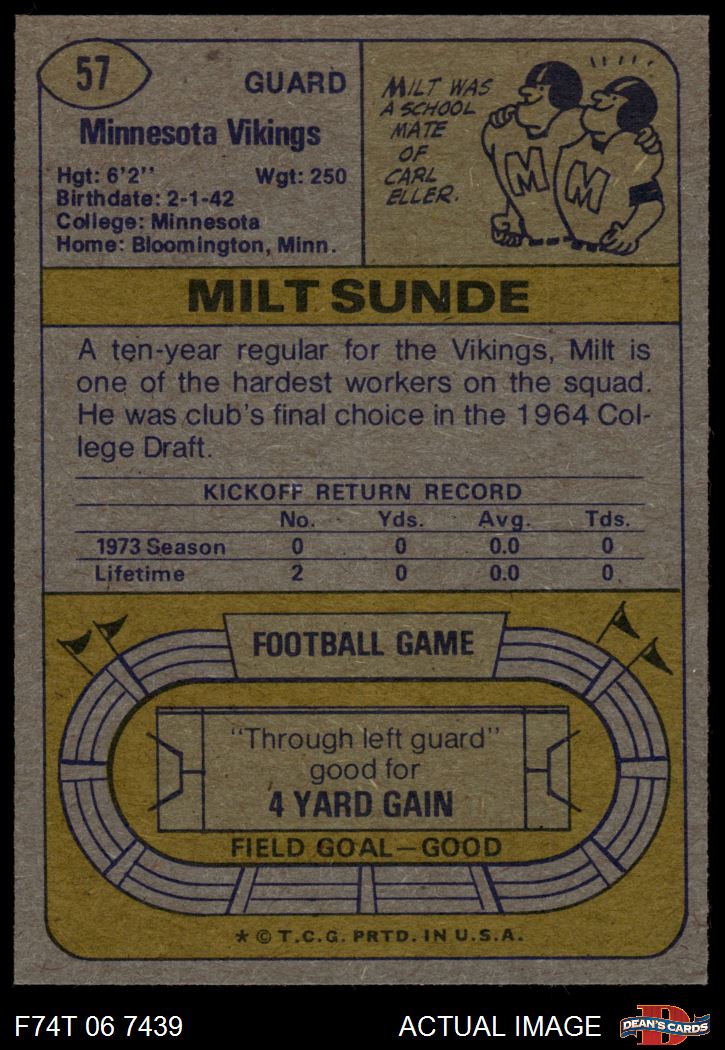 57
GUARD
Minnesota Vikings
Hgt: 6'2" Wgt: 250
Birthdate: 2-1-42
College: Minnesota
Home: Bloomington, Minn.
MILT WAS
A SCHOOL
MATE
OF
CARL
ELLER.
M M
MILT SUNDE
A ten-year regular for the Vikings, Milt is
one of the hardest workers on the squad.
He was club's final choice in the 1964 Col-
lege Draft.
KICKOFF RETURN RECORD
No. Yds. Avg. Tds.
1973 Season 0 0 0.0 0
Lifetime 2 0 0.0 0
FOOTBALL GAME
"Through left guard"
good for
4 YARD GAIN
FIELD GOAL—GOOD
* © T.C.G. PRTD. IN U.S.A.
F74T 06 7439 ACTUAL IMAGE D DEAN'S CARDS